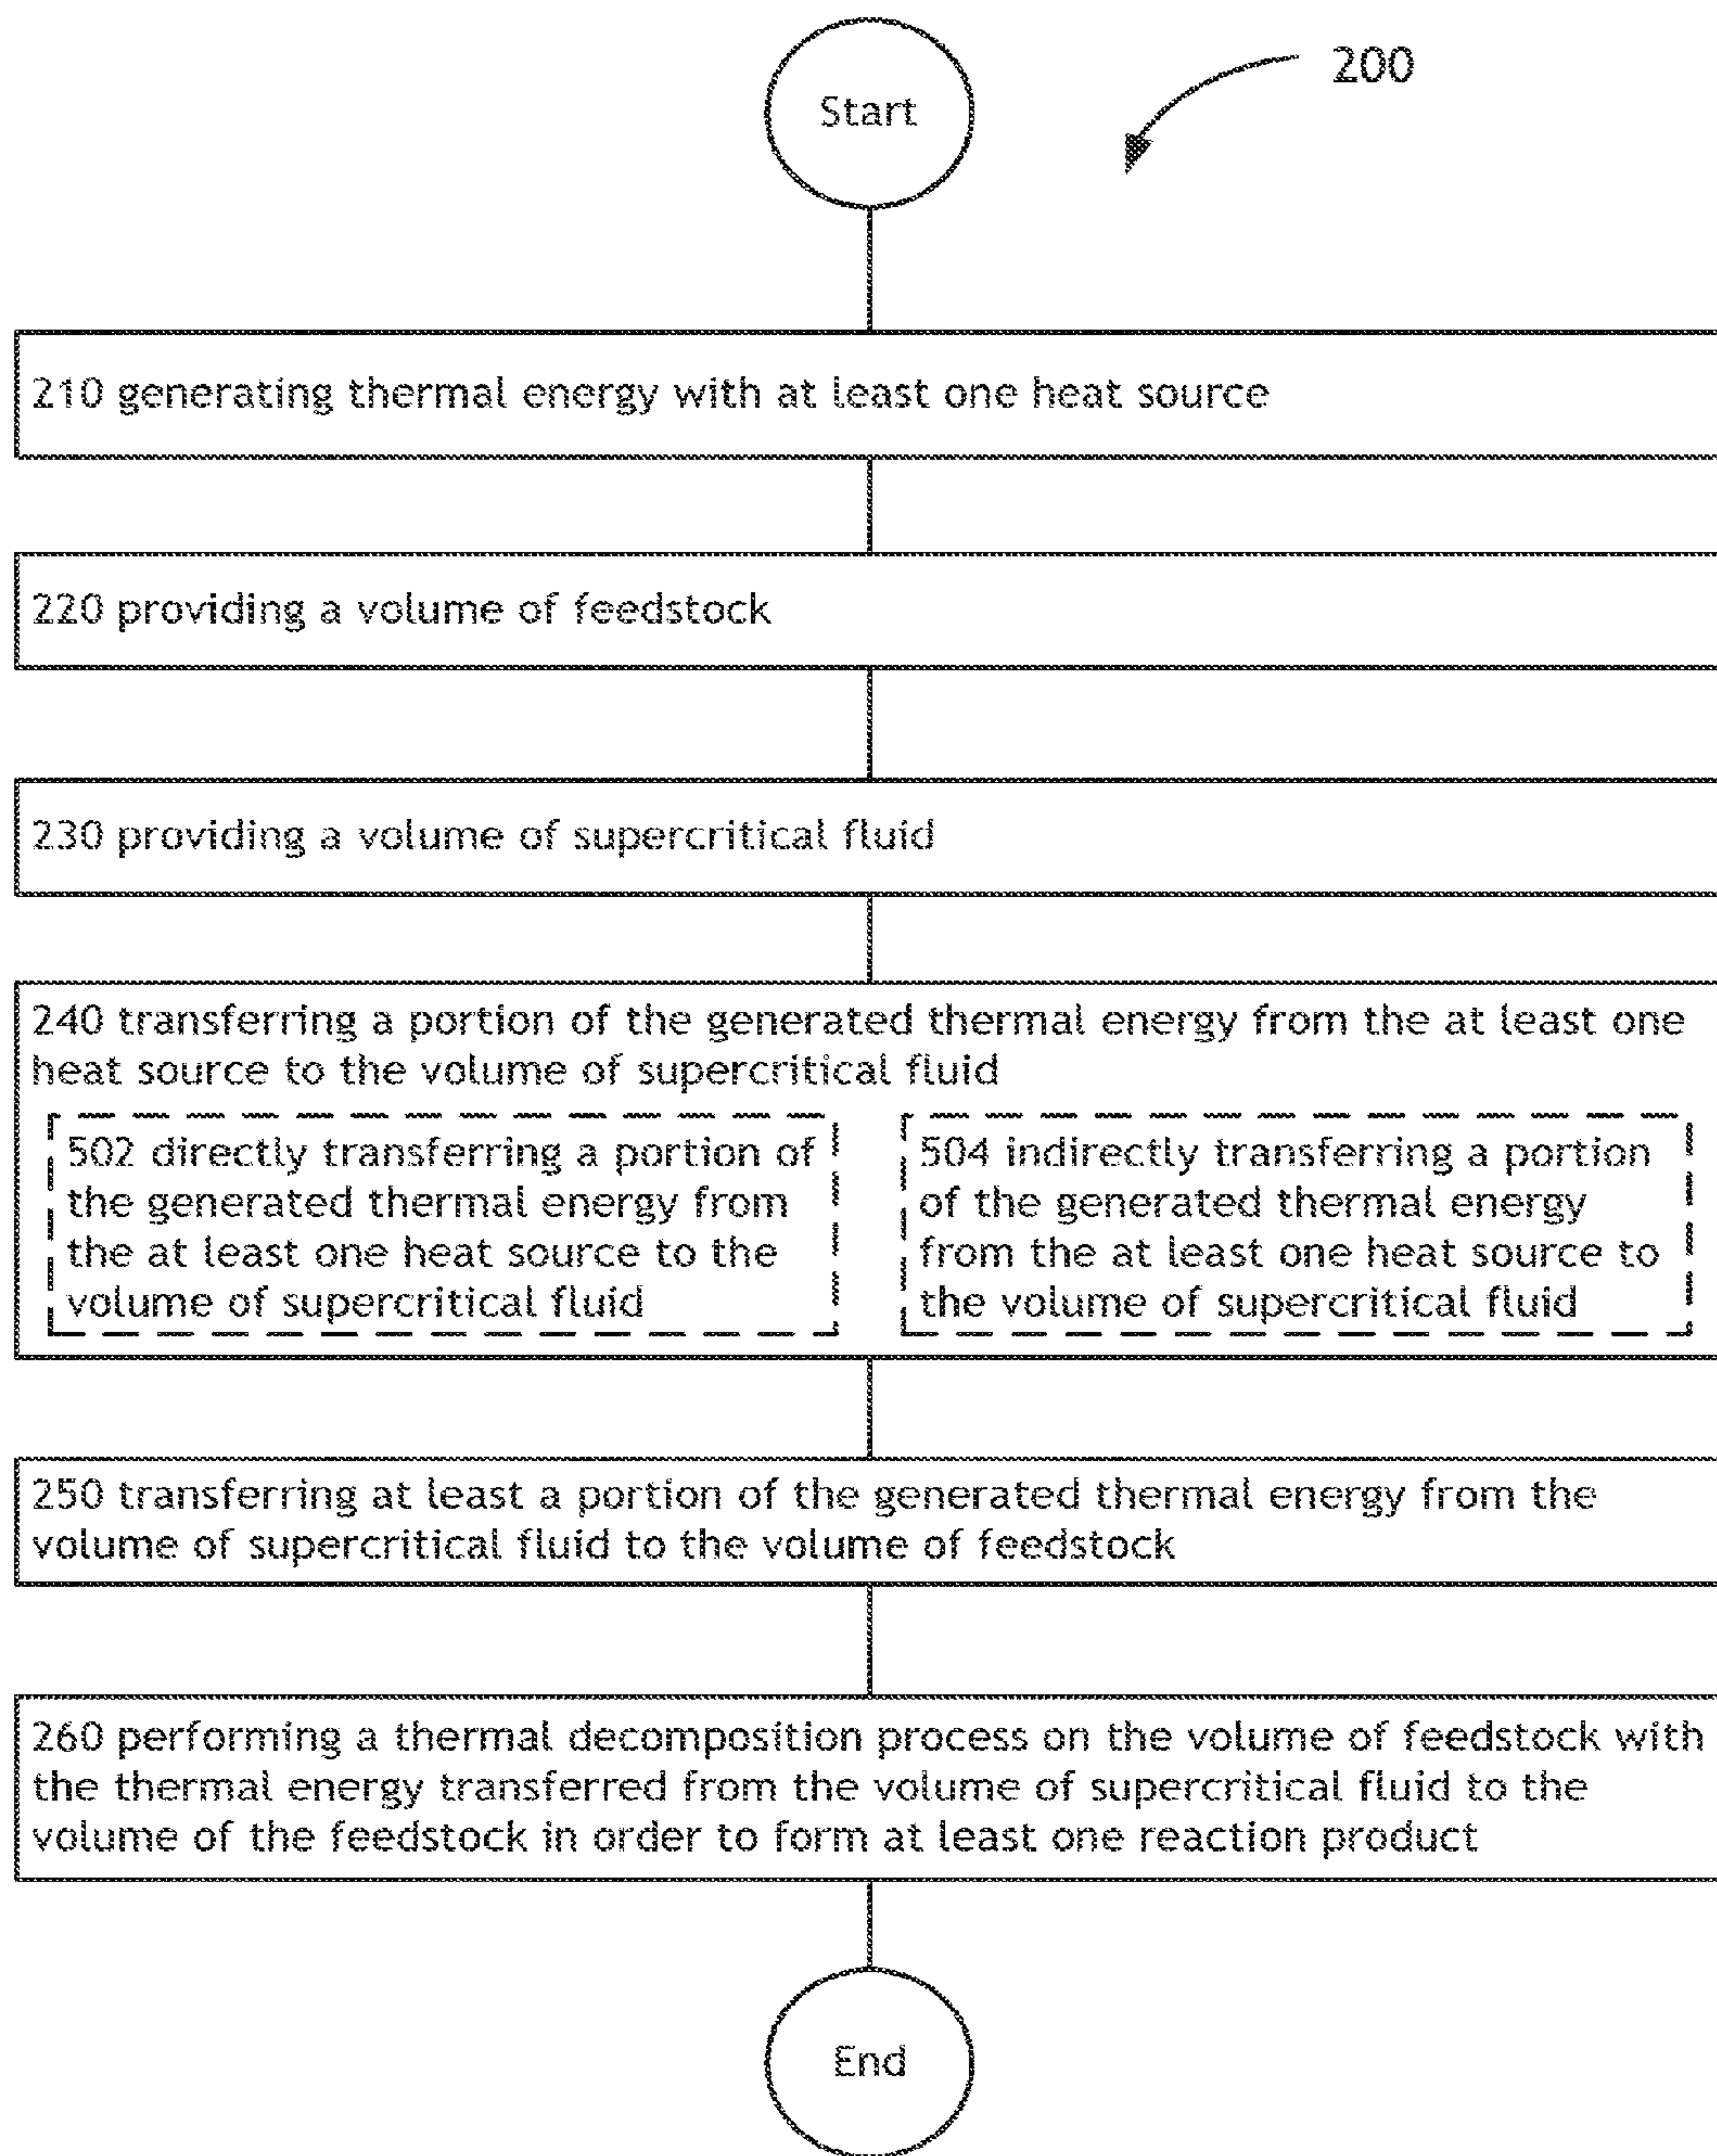 Start
200
210 generating thermal energy with at least one heat source
220 providing a volume of feedstock
230 providing a volume of supercritical fluid
240 transferring a portion of the generated thermal energy from the at least one
heat source to the volume of supercritical fluid
502 directly transferring a portion of
the generated thermal energy from
the at least one heat source to the
volume of supercritical fluid
504 indirectly transferring a portion
of the generated thermal energy
from the at least one heat source to
the volume of supercritical fluid
250 transferring at least a portion of the generated thermal energy from the
volume of supercritical fluid to the volume of feedstock
260 performing a thermal decomposition process on the volume of feedstock with
the thermal energy transferred from the volume of supercritical fluid to the
volume of the feedstock in order to form at least one reaction product
End